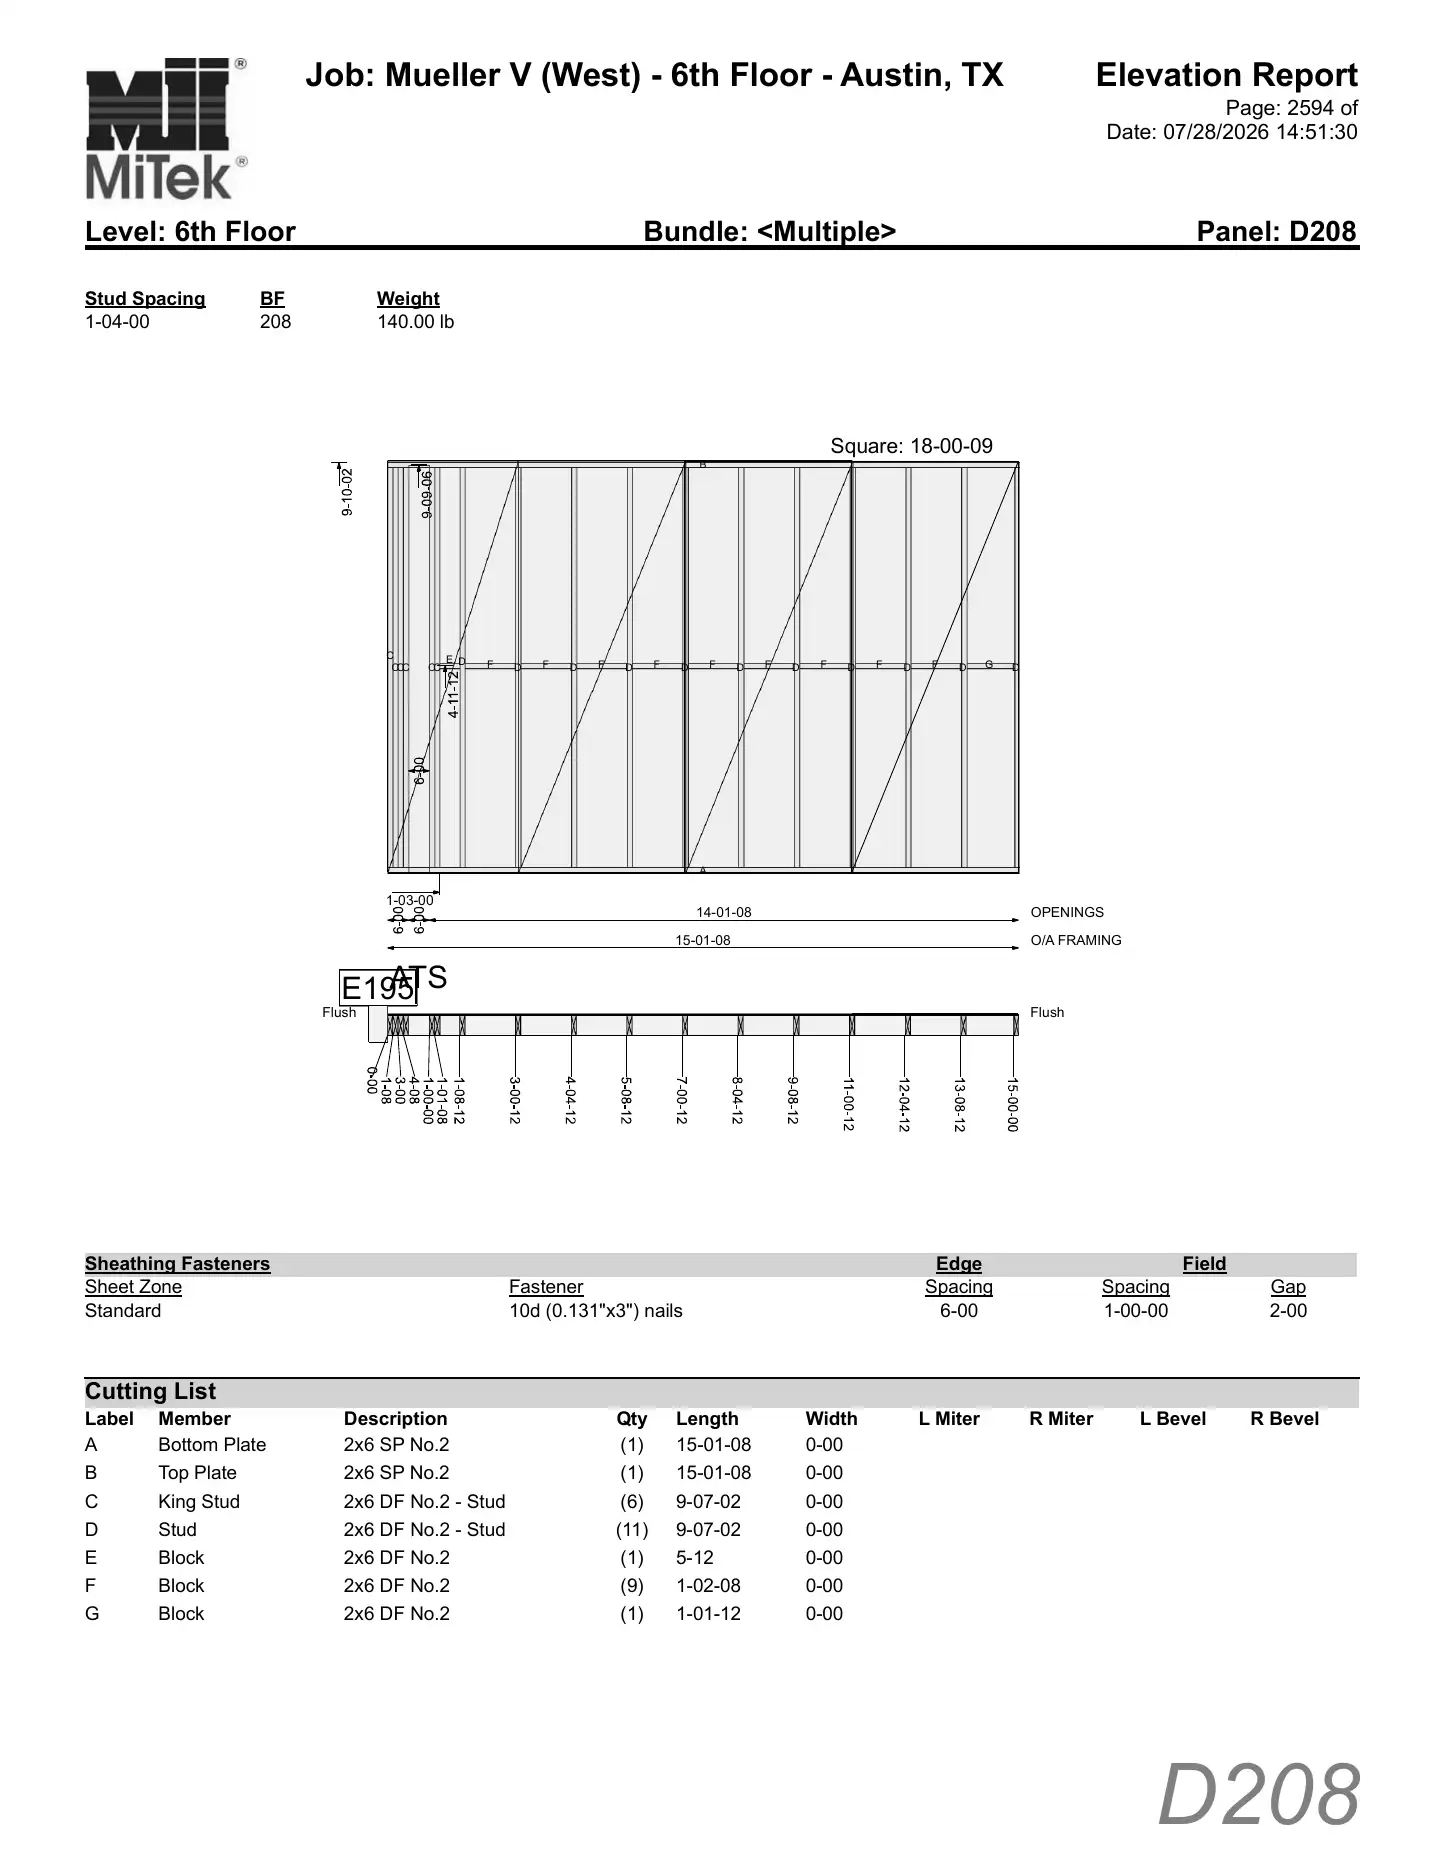 Job: Mueller V (West) - 6th Floor - Austin, TX
Elevation Report
Page: 2594 of
Date: 07/28/2026 14:51:30
MiTek®
Level: 6th Floor Bundle: <Multiple> Panel: D208
Stud Spacing BF Weight
1-04-00 208 140.00 lb
Square: 18-00-09
B
9-10-02
9-09-06
C C C C C C E D F D F D F D F D F D F D F D F D F D G D
4-11-12
6-00
A
1-03-00
6-00 6-00 14-01-08 OPENINGS
15-01-08 O/A FRAMING
E195 ATS
Flush Flush
0-00 1-08 3-00 4-08 1-00-00 1-01-08 1-08-12 3-00-12 4-04-12 5-08-12 7-00-12 8-04-12 9-08-12 11-00-12 12-04-12 13-08-12 15-00-00
Sheathing Fasteners Edge Field
Sheet Zone Fastener Spacing Spacing Gap
Standard 10d (0.131"x3") nails 6-00 1-00-00 2-00
Cutting List
Label Member Description Qty Length Width L Miter R Miter L Bevel R Bevel
A Bottom Plate 2x6 SP No.2 (1) 15-01-08 0-00
B Top Plate 2x6 SP No.2 (1) 15-01-08 0-00
C King Stud 2x6 DF No.2 - Stud (6) 9-07-02 0-00
D Stud 2x6 DF No.2 - Stud (11) 9-07-02 0-00
E Block 2x6 DF No.2 (1) 5-12 0-00
F Block 2x6 DF No.2 (9) 1-02-08 0-00
G Block 2x6 DF No.2 (1) 1-01-12 0-00
D208